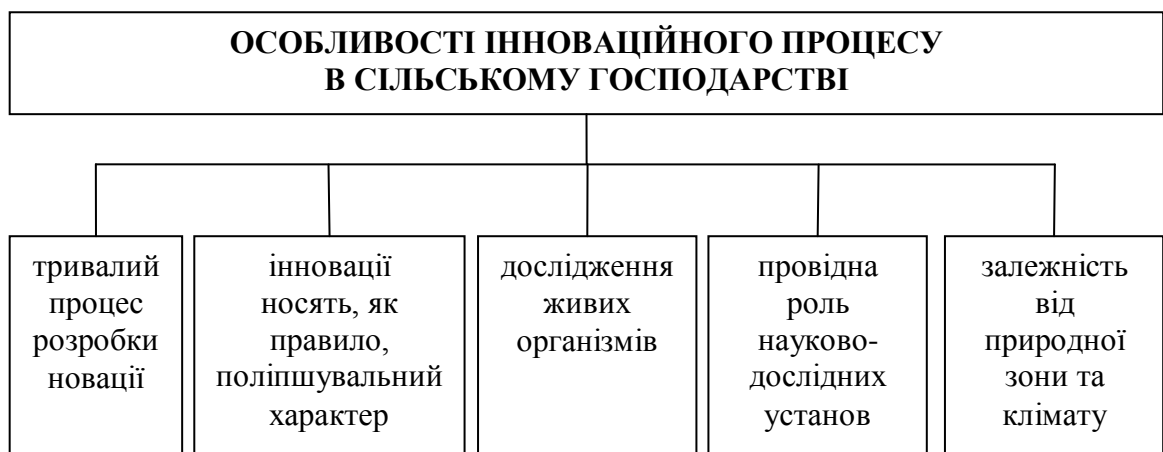 ОСОБЛИВОСТІ ІННОВАЦІЙНОГО ПРОЦЕСУ
В СІЛЬСЬКОМУ ГОСПОДАРСТВІ
тривалий
процес
розробки
новації
інновації
носять, як
правило,
поліпшувальний
характер
дослідження
живих
організмів
провідна
роль
науково-
дослідних
установ
залежність
від
природної
зони та
клімату